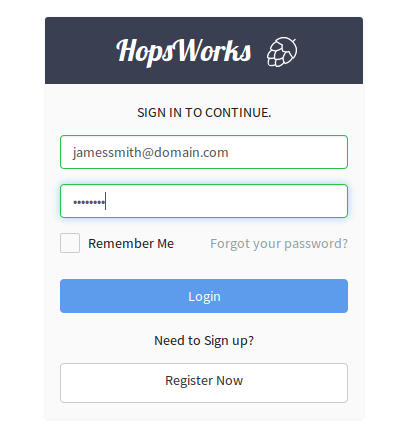 HopsWorks
SIGN IN TO CONTINUE.
jamessmith@domain.com
••••••••
Remember Me Forgot your password?
Login
Need to Sign up?
Register Now